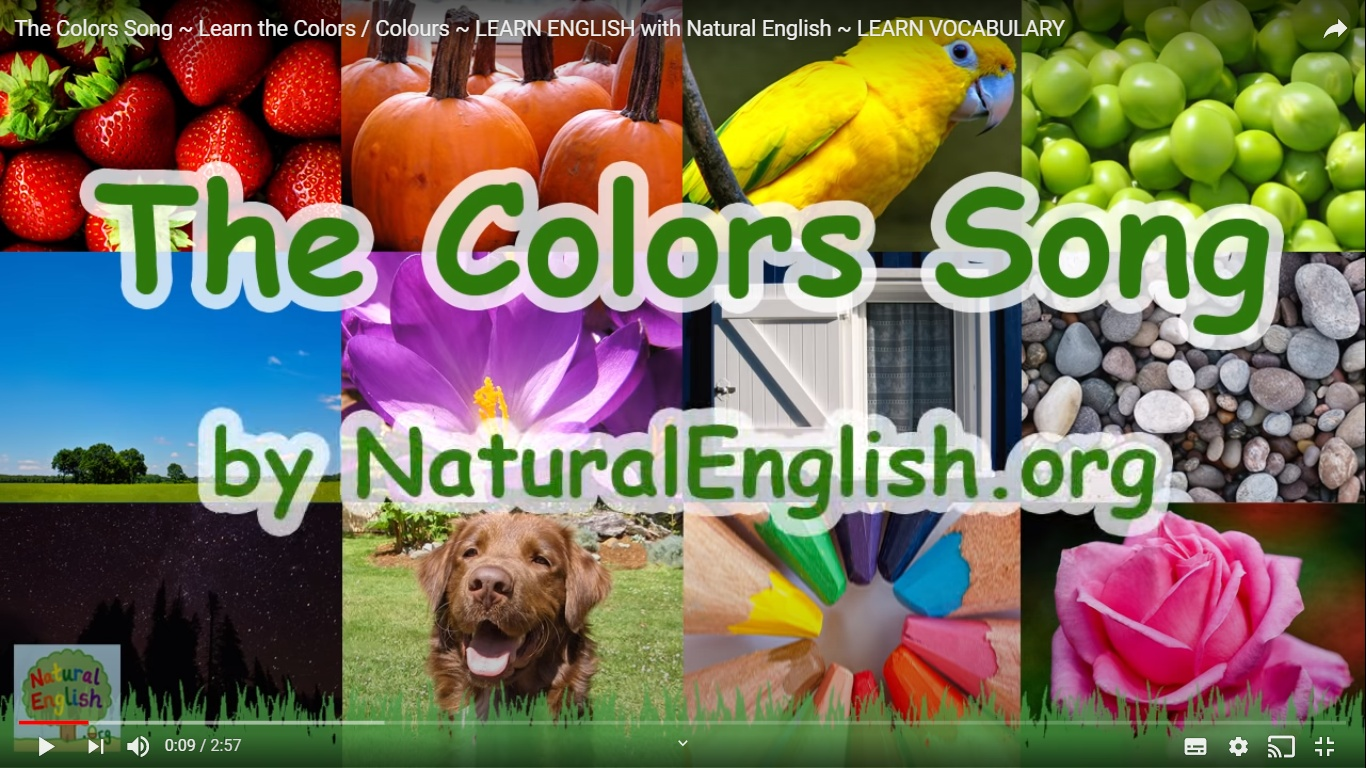 The Colors Song ~ Learn the Colors / Colours ~ LEARN ENGLISH with Natural English ~ LEARN VOCABULARY
The Colors Song
by NaturalEnglish.org
Natural
English
.Org
0:09 / 2:57